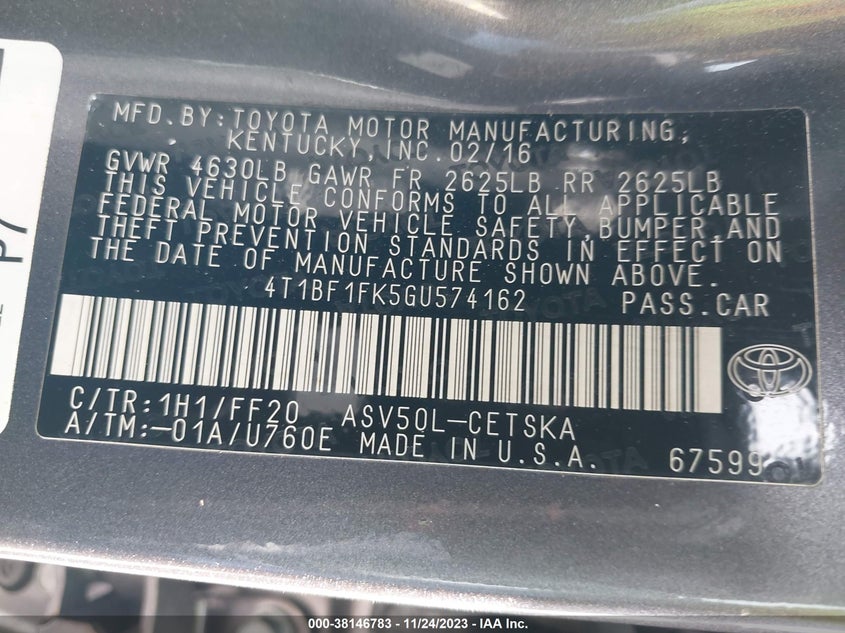 MFD.BY:TOYOTA MOTOR MANUFACTURING,
KENTUCKY,INC.02/16
GVWR 4630LB GAWR FR 2625LB RR 2625LB
THIS VEHICLE CONFORMS TO ALL APPLICABLE
FEDERAL MOTOR VEHICLE SAFETY,BUMPER,AND
THEFT PREVENTION STANDARDS IN EFFECT ON
THE DATE OF MANUFACTURE SHOWN ABOVE.
4T1BF1FK5GU574162 PASS.CAR
C/TR:1H1/FF20 ASV50L-CETSKA
A/TM:-01A/U760E MADE IN U.S.A. 67599
P7
000-38146783 - 11/24/2023 - IAA Inc.